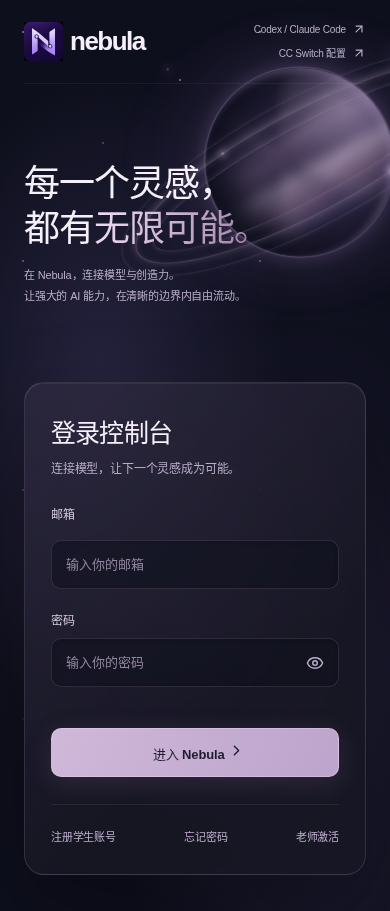 nebula
Codex / Claude Code
CC Switch 配置
每一个灵感，
都有无限可能。
在 Nebula，连接模型与创造力。
让强大的 AI 能力，在清晰的边界内自由流动。
登录控制台
连接模型，让下一个灵感成为可能。
邮箱
输入你的邮箱
密码
输入你的密码
进入 Nebula
注册学生账号
忘记密码
老师激活